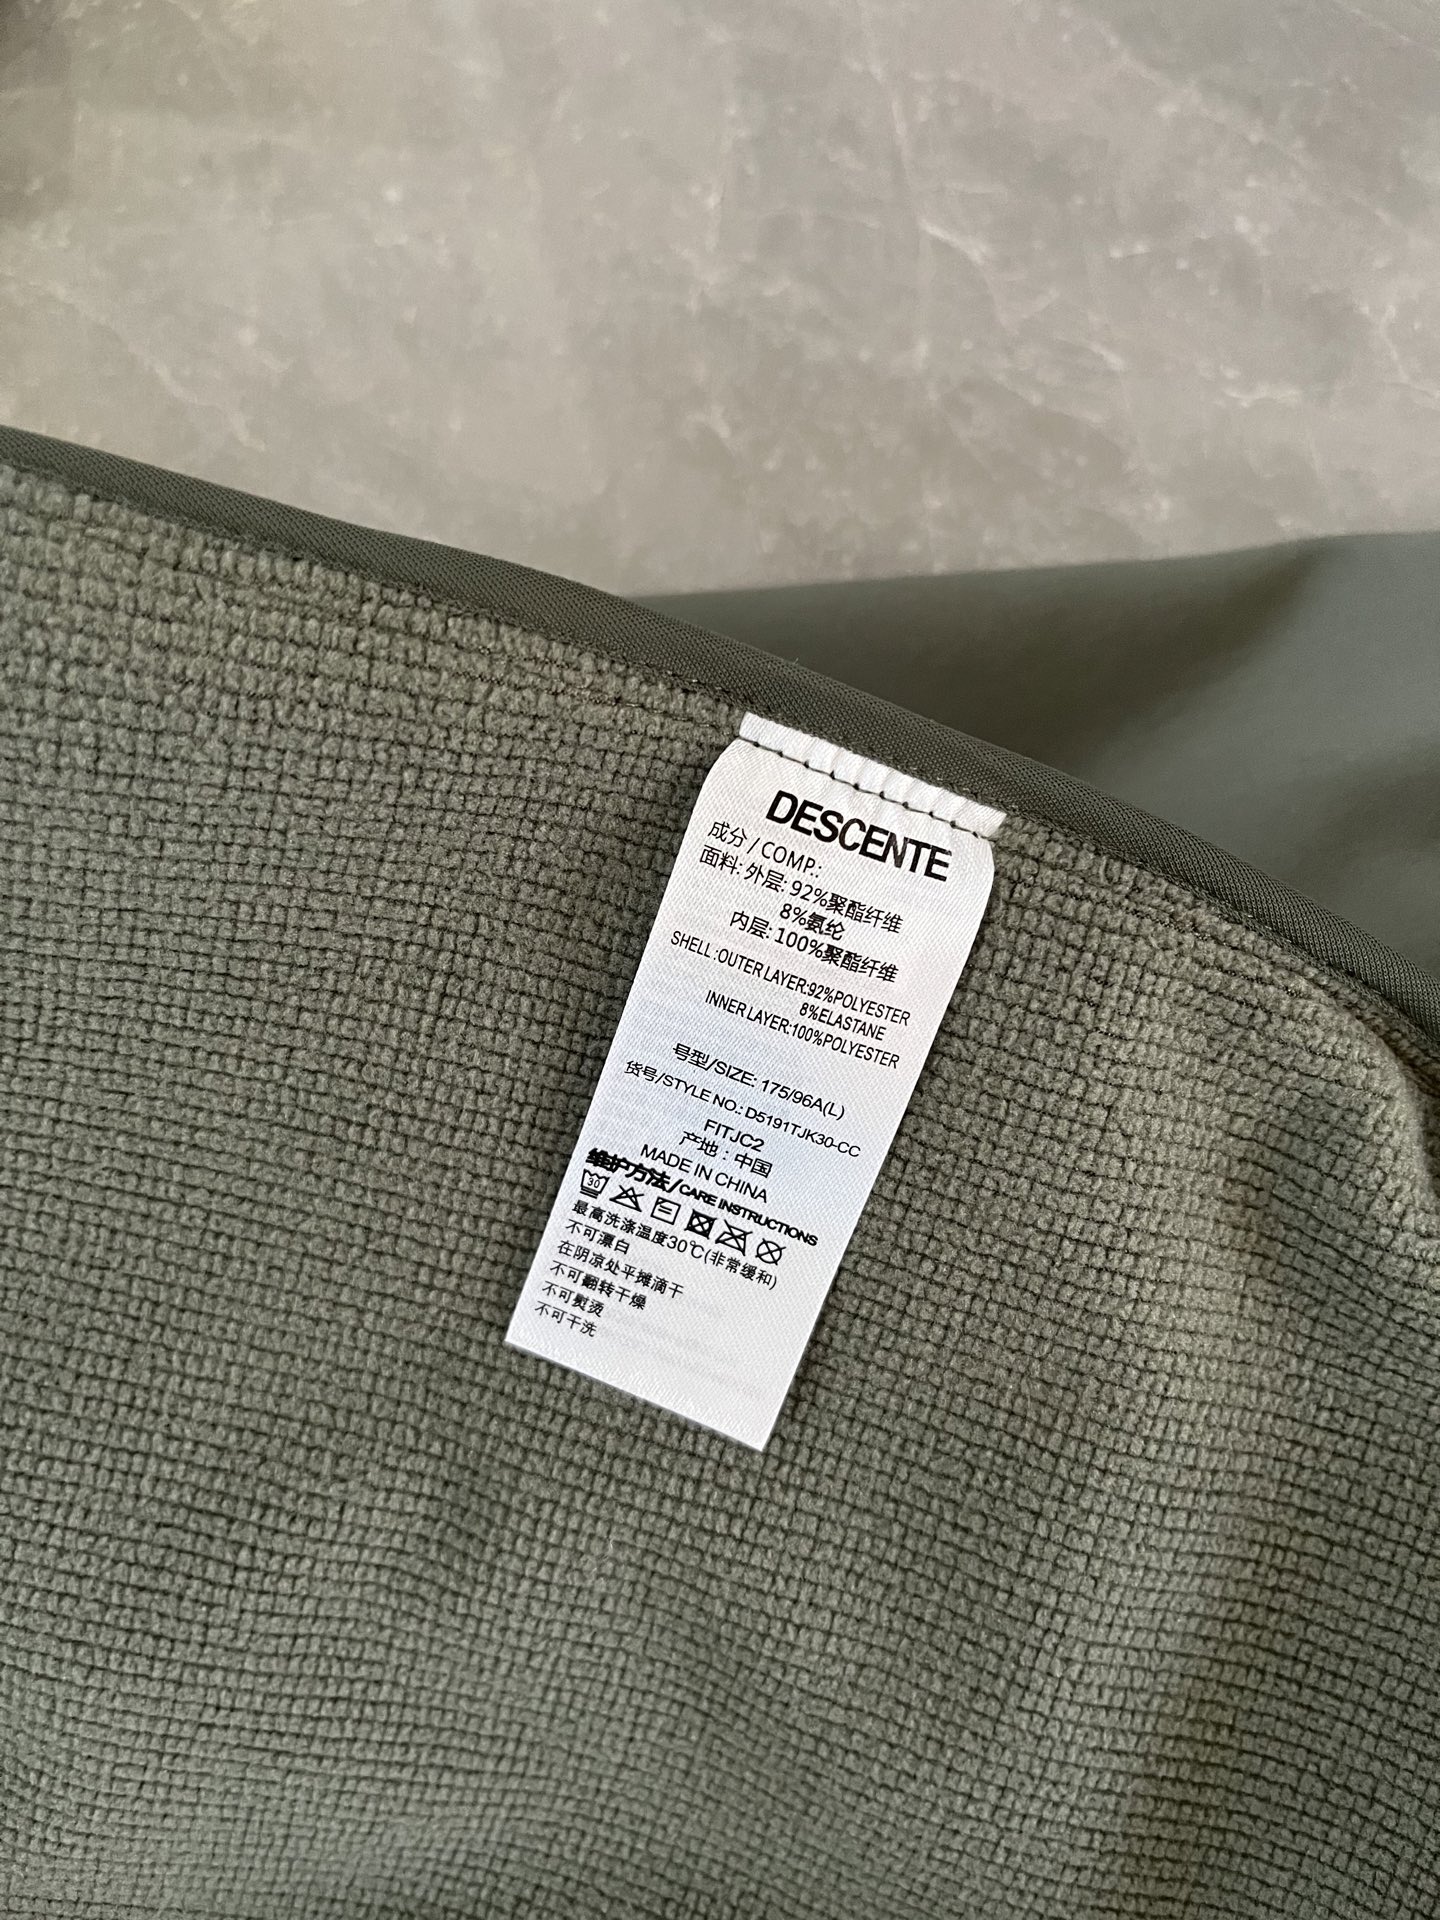 DESCENTE
成分/COMP.:
面料:外层:92%聚酯纤维
8%氨纶
内层:100%聚酯纤维
SHELL:OUTER LAYER:92%POLYESTER
8%ELASTANE
INNER LAYER:100%POLYESTER
号型/SIZE: 175/96A(L)
货号/STYLE NO.: D5191TJK30-CC
FITJC2
产地:中国
MADE IN CHINA
维护方法/CARE INSTRUCTIONS
30
最高洗涤温度30℃(非常缓和)
不可漂白
在阴凉处平摊滴干
不可翻转干燥
不可熨烫
不可干洗